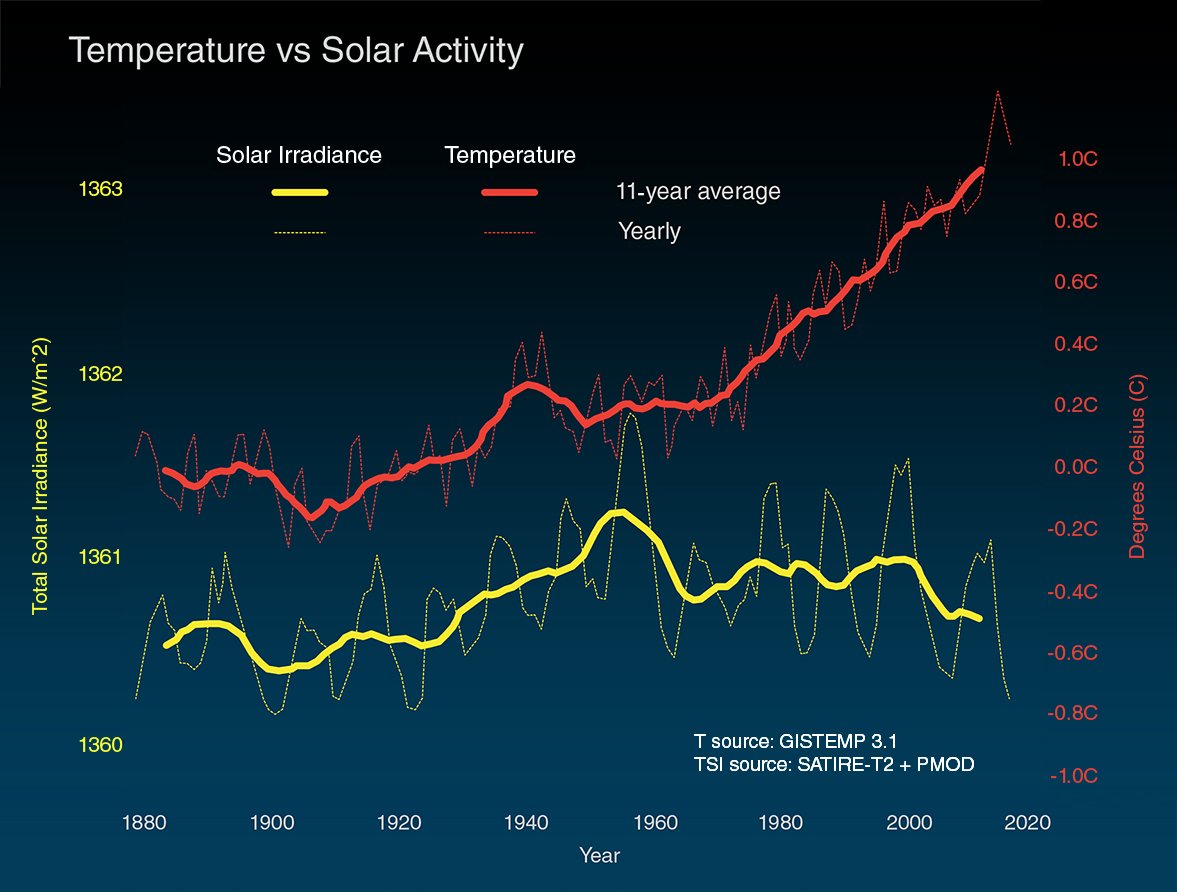 Temperature vs Solar Activity
Solar Irradiance
Temperature
11-year average
Yearly
1363
1362
1361
1360
Total Solar Irradiance (W/m^2)
1.0C
0.8C
0.6C
0.4C
0.2C
0.0C
-0.2C
-0.4C
-0.6C
-0.8C
-1.0C
Degrees Celsius (C)
T source: GISTEMP 3.1
TSI source: SATIRE-T2 + PMOD
1880 1900 1920 1940 1960 1980 2000 2020
Year